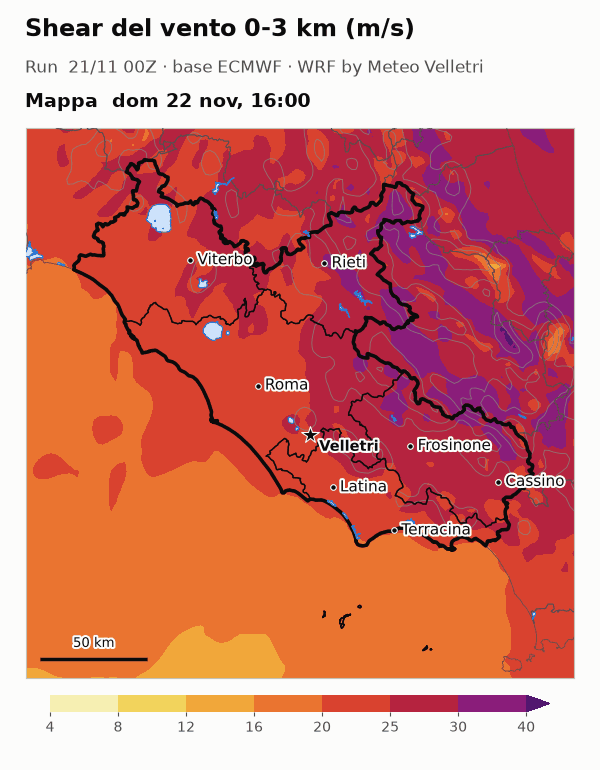 Shear del vento 0-3 km (m/s)
Run  21/11 00Z · base ECMWF · WRF by Meteo Velletri
Mappa  dom 22 nov, 16:00
Viterbo
Rieti
Roma
Velletri
Frosinone
Cassino
Latina
Terracina
50 km
4 8 12 16 20 25 30 40